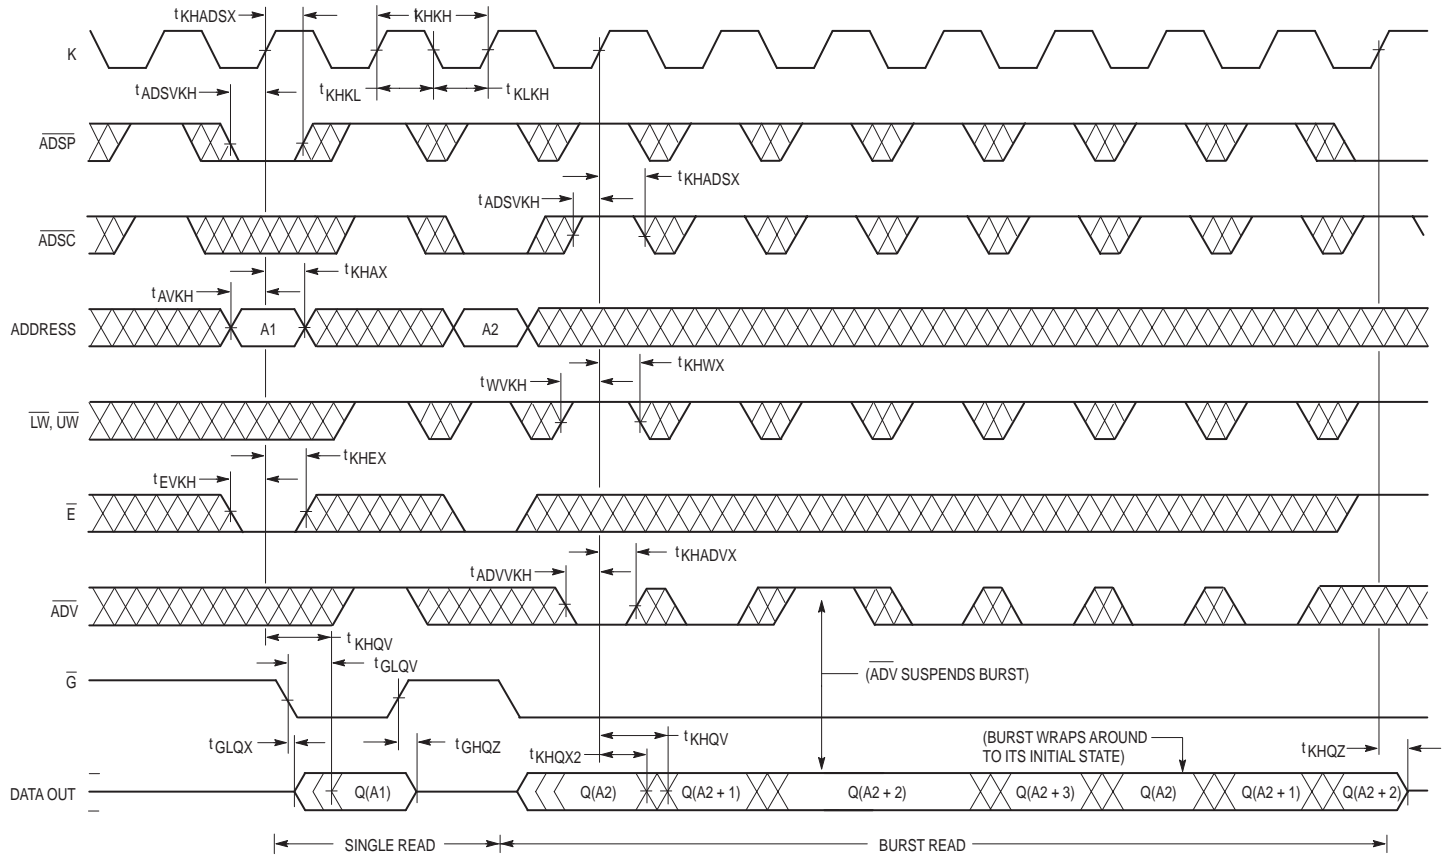 tKHADSX
tKHKH
K
tADSVKH
tKHKL
tKLKH
ADSP
tKHADSX
tADSVKH
ADSC
tKHAX
tAVKH
ADDRESS
A1
A2
tKHWX
tWVKH
LW, UW
tKHEX
tEVKH
E
tKHADVX
tADVVKH
ADV
tKHQV
tGLQV
G
(ADV SUSPENDS BURST)
tGLQX
tGHQZ
tKHQV
tKHQX2
(BURST WRAPS AROUND
TO ITS INITIAL STATE)
tKHQZ
DATA OUT
Q(A1)
Q(A2)
Q(A2 + 1)
Q(A2 + 2)
Q(A2 + 3)
Q(A2)
Q(A2 + 1)
Q(A2 + 2)
SINGLE READ
BURST READ